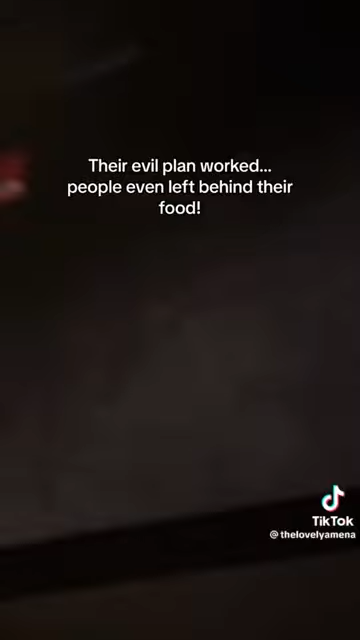 Their evil plan worked...
people even left behind their
food!
TikTok
@thelovelyamena